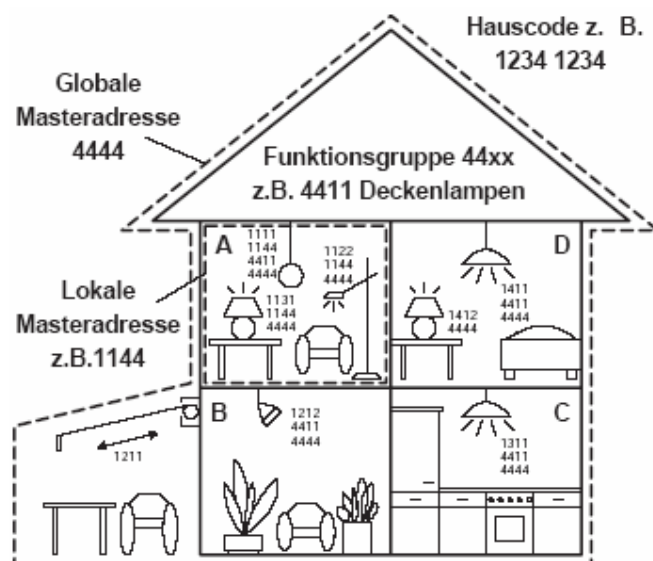 Hauscode z. B.
1234 1234
Globale
Masteradresse
4444
Funktionsgruppe 44xx
z.B. 4411 Deckenlampen
A
1111
1144
4411
4444
1122
1144
4444
1131
1144
4444
D
1411
4411
4444
1412
4444
Lokale
Masteradresse
z.B.1144
1211
B
1212
4411
4444
C
1311
4411
4444